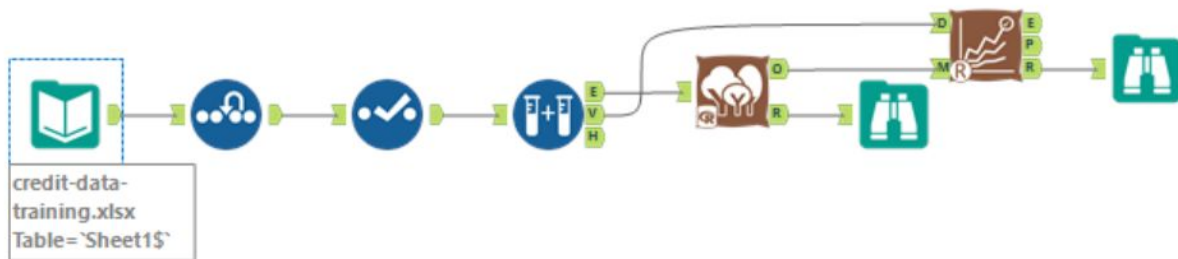 D
E
P
M
R
R
E
V
H
O
R
R
credit-data-
training.xlsx
Table=`Sheet1$`